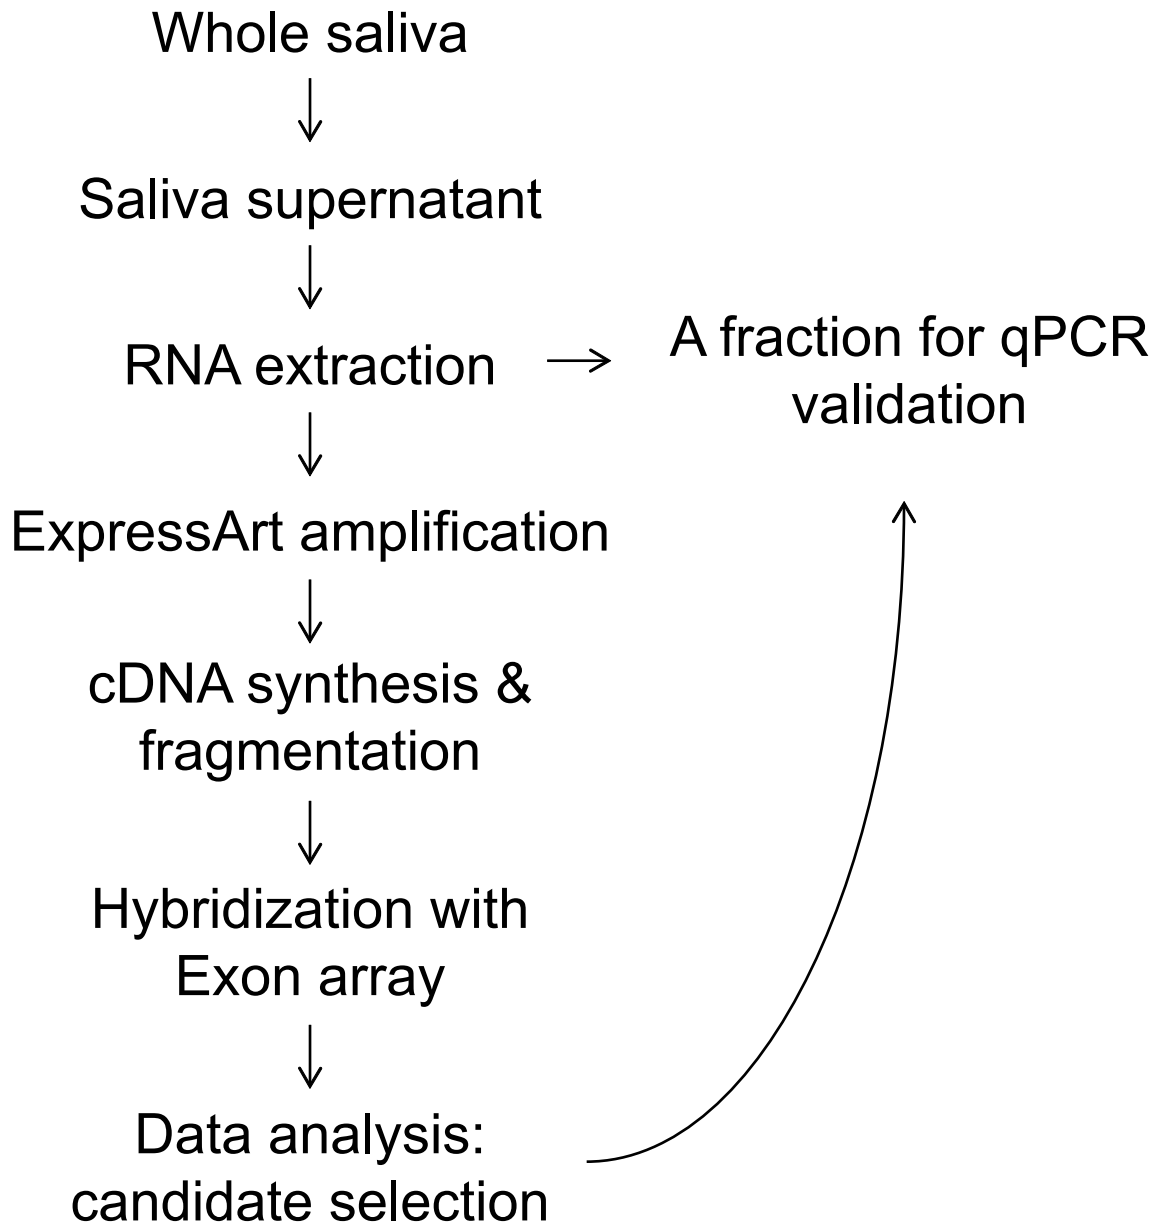 Whole saliva
Saliva supernatant
RNA extraction
A fraction for qPCR
validation
ExpressArt amplification
cDNA synthesis &
fragmentation
Hybridization with
Exon array
Data analysis:
candidate selection